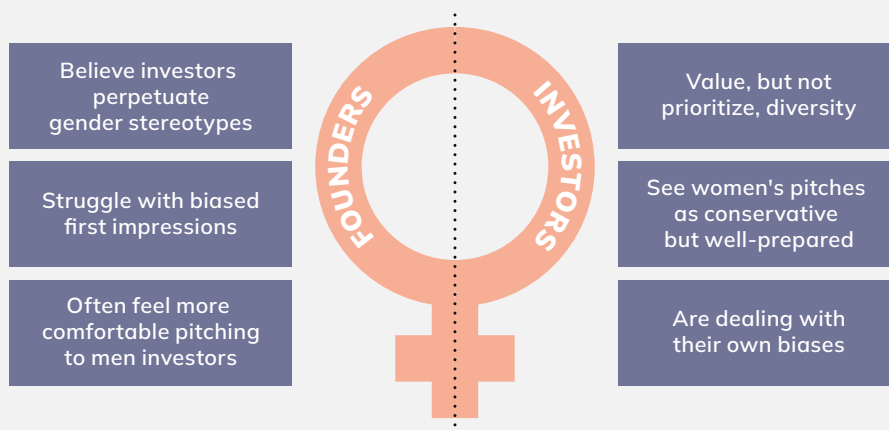 Believe investors
perpetuate
gender stereotypes
Struggle with biased
first impressions
Often feel more
comfortable pitching
to men investors
FOUNDERS
INVESTORS
Value, but not
prioritize, diversity
See women's pitches
as conservative
but well-prepared
Are dealing with
their own biases